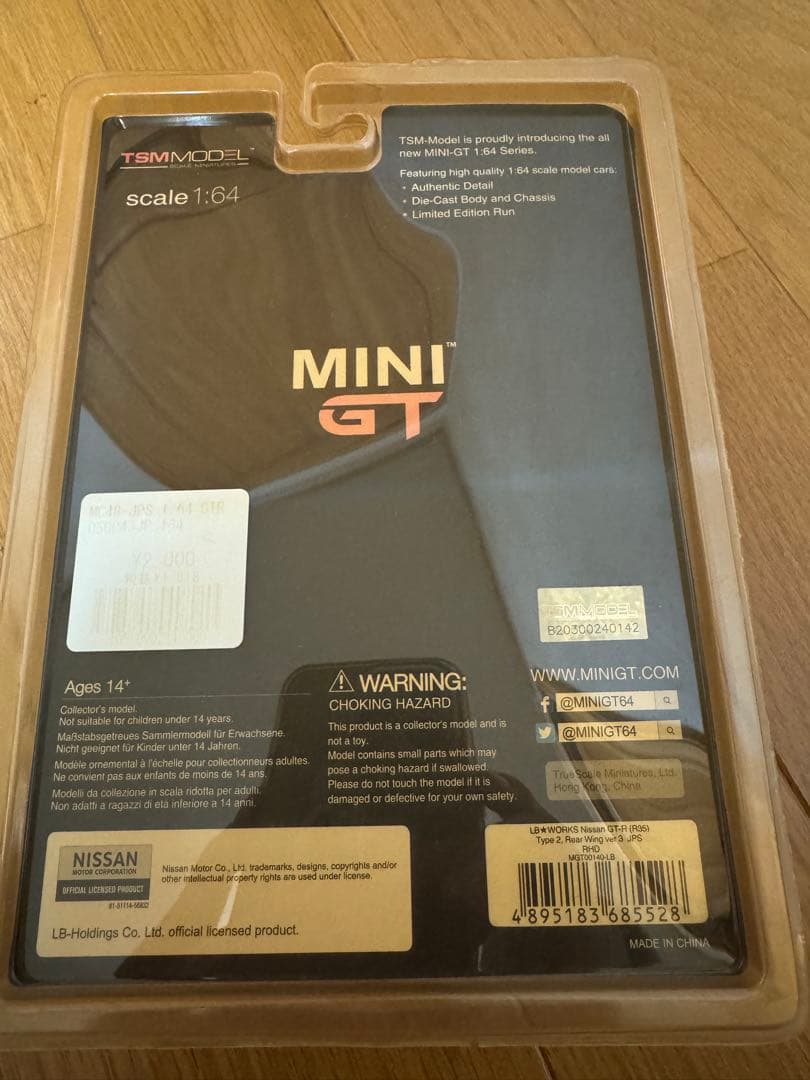 TSMMODEL™
SCALE MINIATURES
scale 1:64
TSM-Model is proudly introducing the all
new MINI-GT 1:64 Series.
Featuring high quality 1:64 scale model cars:
• Authentic Detail
• Die-Cast Body and Chassis
• Limited Edition Run
MINI™
GT
¥2,000
TSMMODEL
B20300240142
WWW.MINIGT.COM
@MINIGT64
@MINIGT64
TrueScale Miniatures, Ltd.
Hong Kong, China
Ages 14+
Collector's model.
Not suitable for children under 14 years.
Maßstabsgetreues Sammlermodell für Erwachsene.
Nicht geeignet für Kinder unter 14 Jahren.
Modèle ornemental à l'échelle pour collectionneurs adultes.
Ne convient pas aux enfants de moins de 14 ans.
Modelli da collezione in scala ridotta per adulti.
Non adatti a ragazzi di età inferiore a 14 anni.
WARNING:
CHOKING HAZARD
This product is a collector's model and is
not a toy.
Model contains small parts which may
pose a choking hazard if swallowed.
Please do not touch the model if it is
damaged or defective for your own safety.
NISSAN
MOTOR CORPORATION
OFFICIAL LICENSED PRODUCT
Nissan Motor Co., Ltd. trademarks, designs, copyrights and/or
other intellectual property rights are used under license.
LB-Holdings Co. Ltd. official licensed product.
LB★WORKS Nissan GT-R (R35)
Type 2, Rear Wing ver 3 JPS
RHD
MGT00140-LB
4 895183 685528
MADE IN CHINA